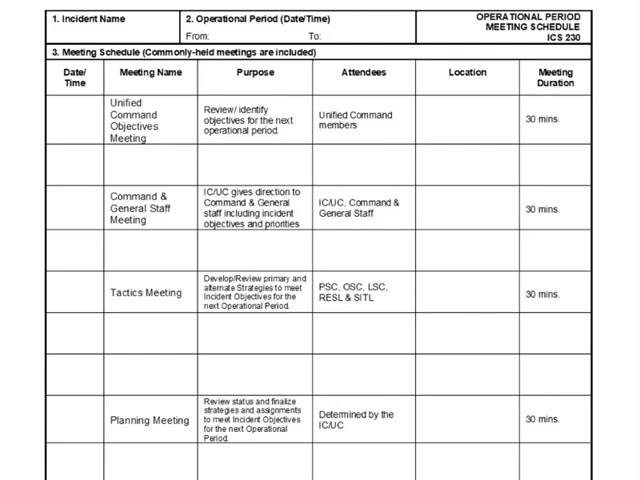 1. Incident Name
2. Operational Period (Date/Time)
From: To:
OPERATIONAL PERIOD
MEETING SCHEDULE
ICS 230
3. Meeting Schedule (Commonly-held meetings are included)
Date/
Time
Meeting Name
Purpose
Attendees
Location
Meeting
Duration
Unified
Command
Objectives
Meeting
Review/ identify
objectives for the next
operational period.
Unified Command
members
30 mins.
Command &
General Staff
Meeting
IC/UC gives direction to
Command & General
staff including incident
objectives and priorities
IC/UC, Command &
General Staff
30 mins.
Tactics Meeting
Develop/Review primary and
alternate Strategies to meet
Incident Objectives for the
next Operational Period.
PSC, OSC, LSC,
RESL & SITL
30 mins.
Planning Meeting
Review status and finalize
strategies and assignments
to meet Incident Objectives
for the next Operational
Period.
Determined by the
IC/UC
30 mins.